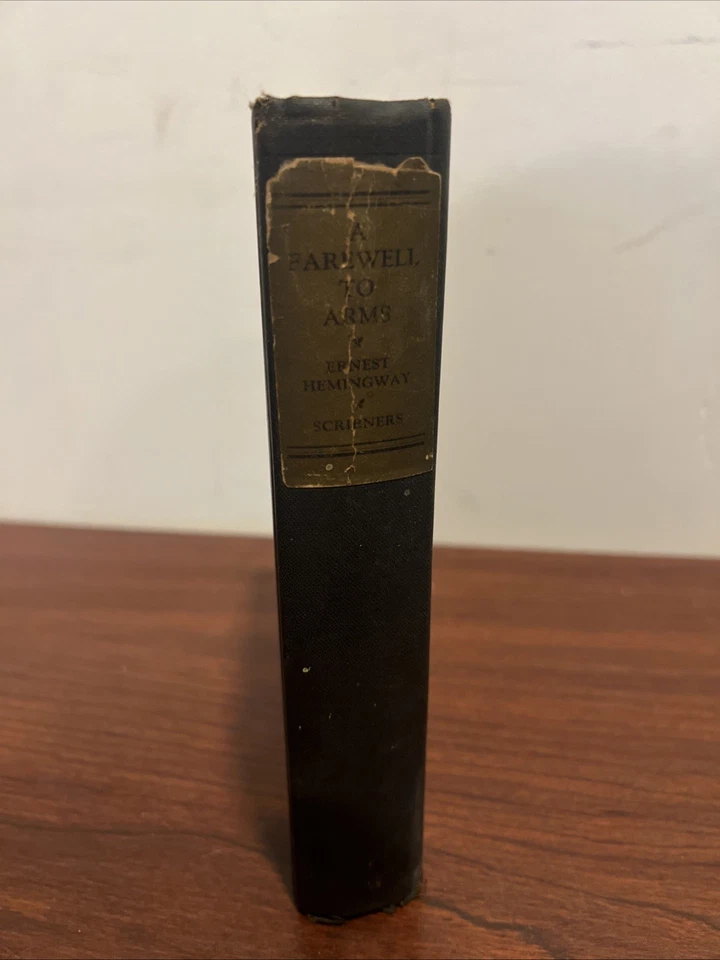 A
FAREWELL
TO
ARMS
ERNEST
HEMINGWAY
SCRIBNERS